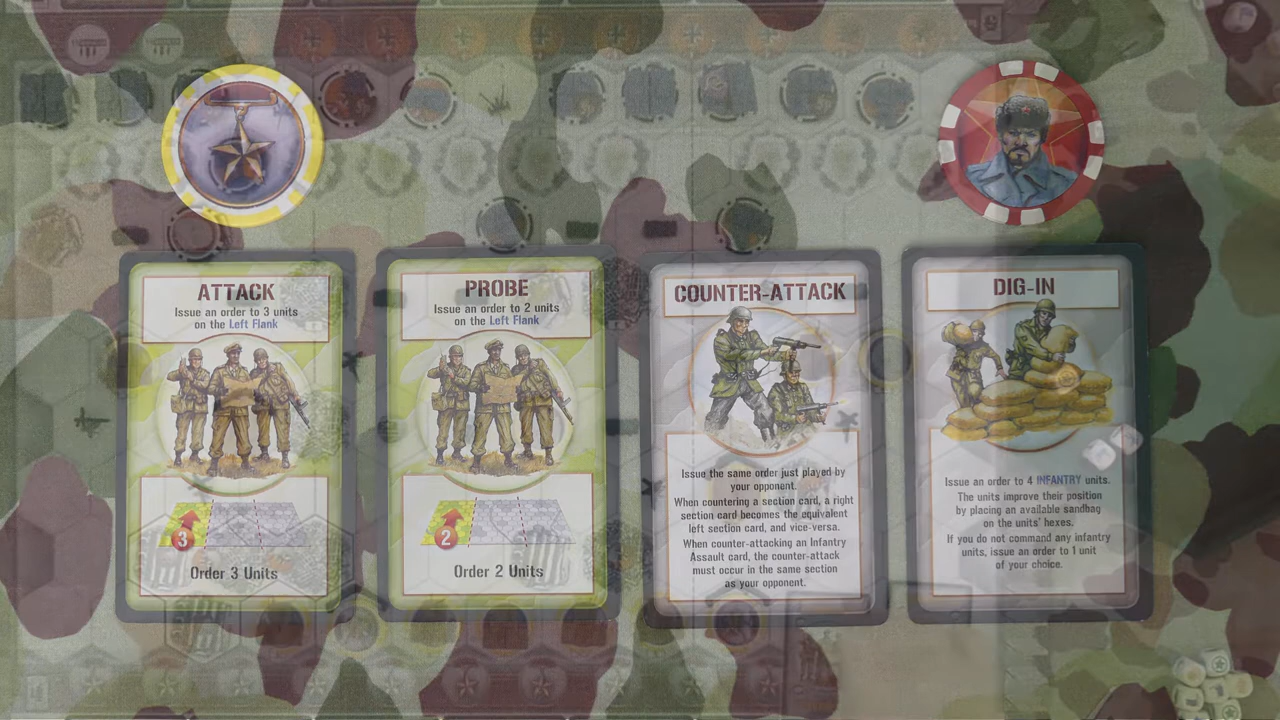 ATTACK
Issue an order to 3 units
on the Left Flank
3
Order 3 Units
PROBE
Issue an order to 2 units
on the Left Flank
2
Order 2 Units
COUNTER-ATTACK
Issue the same order just played by
your opponent.
When countering a section card, a right
section card becomes the equivalent
left section card, and vice-versa.
When counter-attacking an Infantry
Assault card, the counter-attack
must occur in the same section
as your opponent.
DIG-IN
Issue an order to 4 INFANTRY units.
The units improve their position
by placing an available sandbag
on the units' hexes.
If you do not command any infantry
units, issue an order to 1 unit
of your choice.